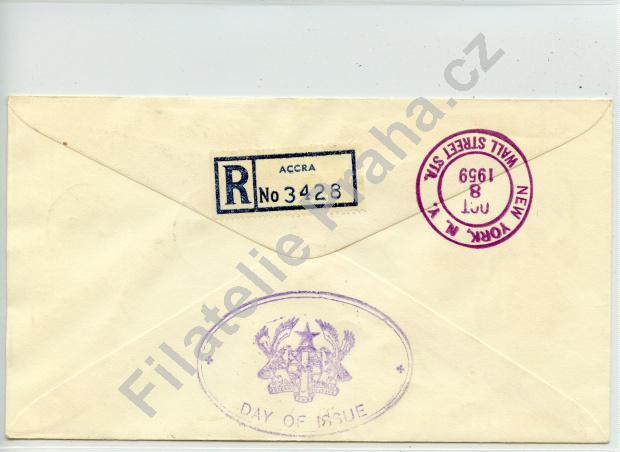 ACCRA
R No 3428
NEW YORK, N. Y.
OCT
8
1959
WALL STREET STA.
DAY OF ISSUE
Filatelie Praha.cz